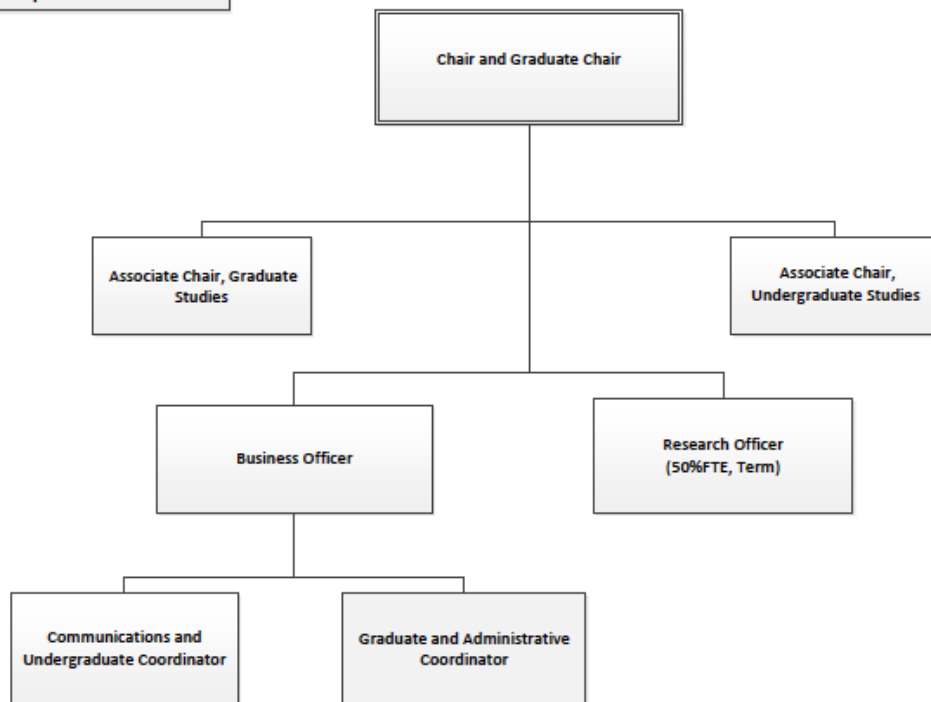 Chair and Graduate Chair
Associate Chair, Graduate
Studies
Associate Chair,
Undergraduate Studies
Business Officer
Research Officer
(50%FTE, Term)
Communications and
Undergraduate Coordinator
Graduate and Administrative
Coordinator